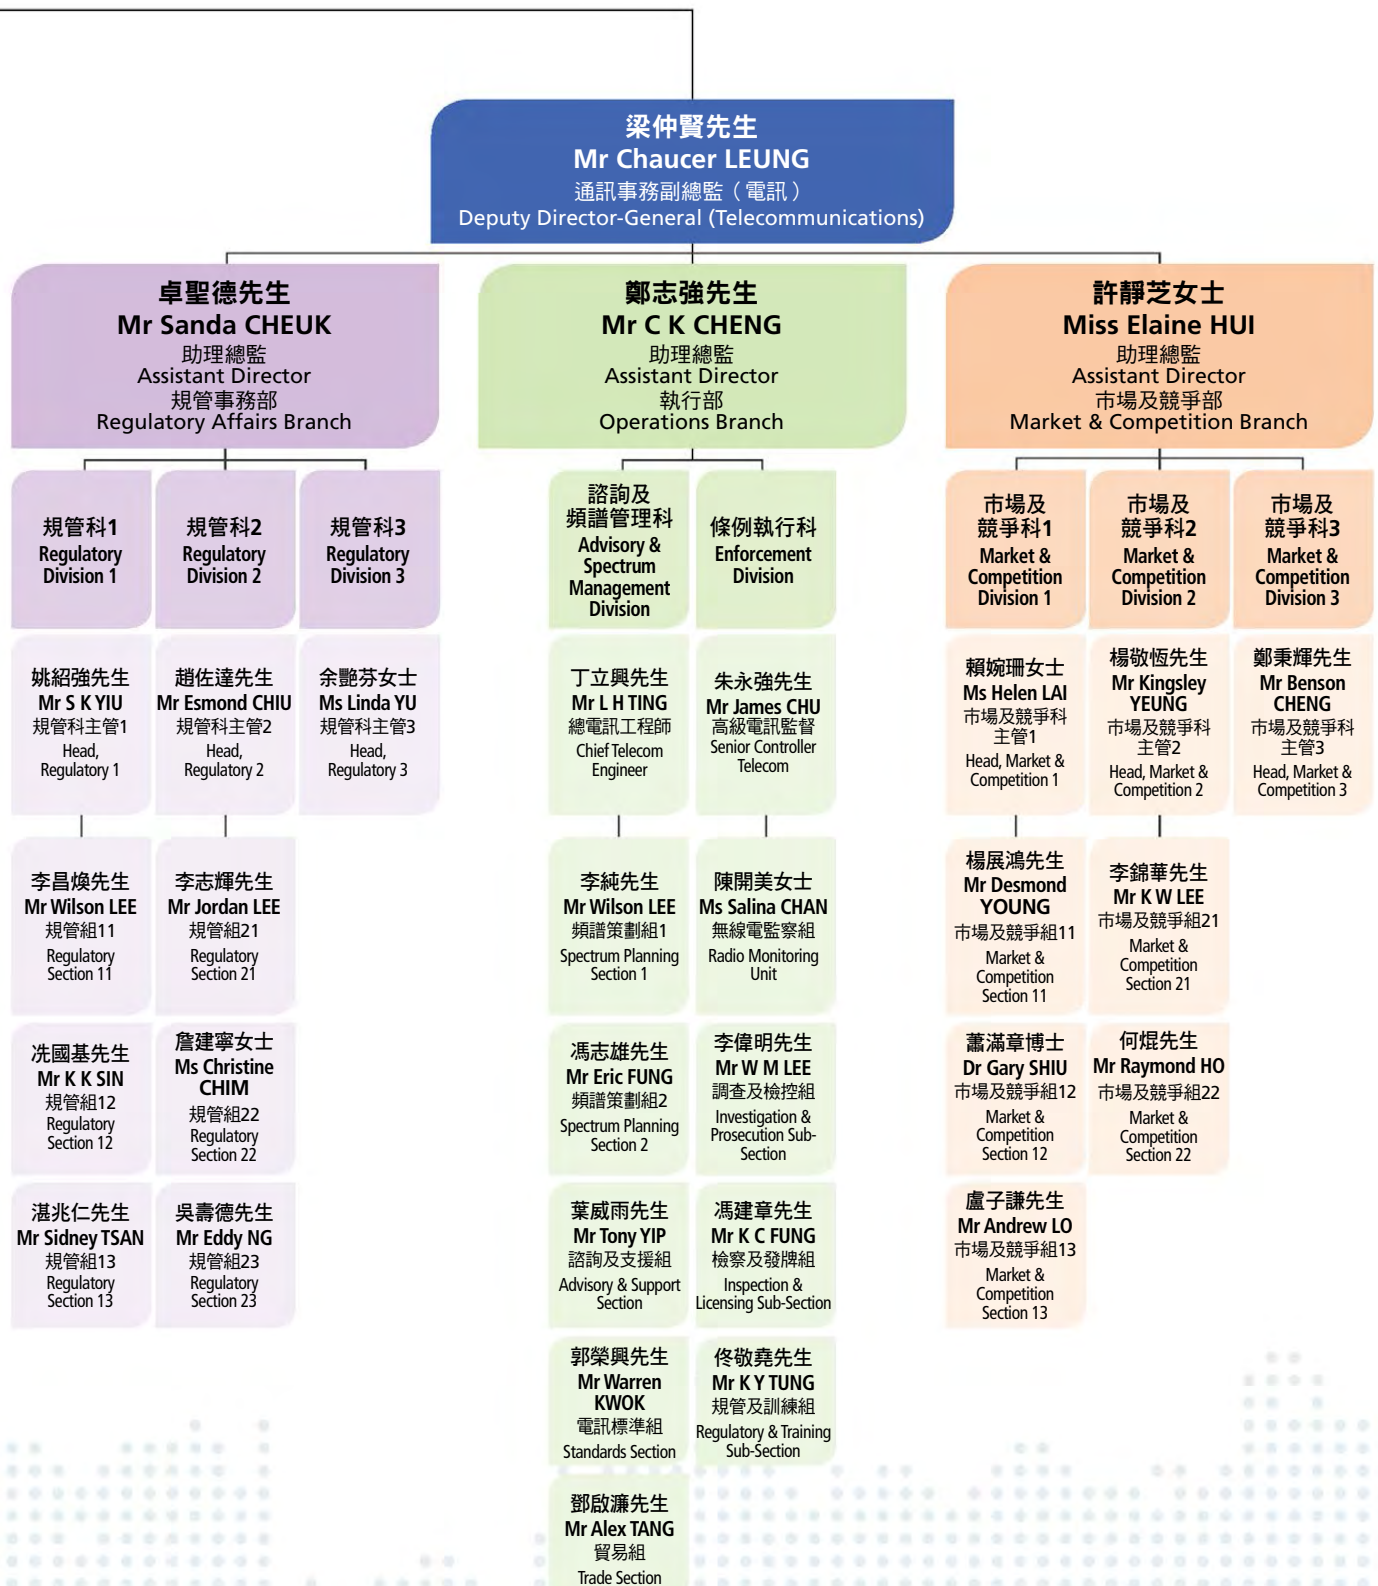 梁仲賢先生
Mr Chaucer LEUNG
通訊事務副總監（電訊）
Deputy Director-General (Telecommunications)
卓聖德先生
Mr Sanda CHEUK
助理總監
Assistant Director
規管事務部
Regulatory Affairs Branch
鄭志強先生
Mr C K CHENG
助理總監
Assistant Director
執行部
Operations Branch
許靜芝女士
Miss Elaine HUI
助理總監
Assistant Director
市場及競爭部
Market & Competition Branch
規管科1
Regulatory
Division 1
規管科2
Regulatory
Division 2
規管科3
Regulatory
Division 3
諮詢及
頻譜管理科
Advisory &
Spectrum
Management
Division
條例執行科
Enforcement
Division
市場及
競爭科1
Market &
Competition
Division 1
市場及
競爭科2
Market &
Competition
Division 2
市場及
競爭科3
Market &
Competition
Division 3
姚紹強先生
Mr S K YIU
規管科主管1
Head,
Regulatory 1
趙佐達先生
Mr Esmond CHIU
規管科主管2
Head,
Regulatory 2
余艷芬女士
Ms Linda YU
規管科主管3
Head,
Regulatory 3
丁立興先生
Mr L H TING
總電訊工程師
Chief Telecom
Engineer
朱永強先生
Mr James CHU
高級電訊監督
Senior Controller
Telecom
賴婉珊女士
Ms Helen LAI
市場及競爭科
主管1
Head, Market &
Competition 1
楊敬恆先生
Mr Kingsley
YEUNG
市場及競爭科
主管2
Head, Market &
Competition 2
鄭秉輝先生
Mr Benson
CHENG
市場及競爭科
主管3
Head, Market &
Competition 3
李昌煥先生
Mr Wilson LEE
規管組11
Regulatory
Section 11
李志輝先生
Mr Jordan LEE
規管組21
Regulatory
Section 21
李純先生
Mr Wilson LEE
頻譜策劃組1
Spectrum Planning
Section 1
陳開美女士
Ms Salina CHAN
無線電監察組
Radio Monitoring
Unit
楊展鴻先生
Mr Desmond
YOUNG
市場及競爭組11
Market &
Competition
Section 11
李錦華先生
Mr K W LEE
市場及競爭組21
Market &
Competition
Section 21
冼國基先生
Mr K K SIN
規管組12
Regulatory
Section 12
詹建寧女士
Ms Christine
CHIM
規管組22
Regulatory
Section 22
馮志雄先生
Mr Eric FUNG
頻譜策劃組2
Spectrum Planning
Section 2
李偉明先生
Mr W M LEE
調查及檢控組
Investigation &
Prosecution Sub-
Section
蕭滿章博士
Dr Gary SHIU
市場及競爭組12
Market &
Competition
Section 12
何焜先生
Mr Raymond HO
市場及競爭組22
Market &
Competition
Section 22
湛兆仁先生
Mr Sidney TSAN
規管組13
Regulatory
Section 13
吳壽德先生
Mr Eddy NG
規管組23
Regulatory
Section 23
葉威雨先生
Mr Tony YIP
諮詢及支援組
Advisory & Support
Section
馮建章先生
Mr K C FUNG
檢察及發牌組
Inspection &
Licensing Sub-Section
盧子謙先生
Mr Andrew LO
市場及競爭組13
Market &
Competition
Section 13
郭榮興先生
Mr Warren
KWOK
電訊標準組
Standards Section
佟敬堯先生
Mr K Y TUNG
規管及訓練組
Regulatory & Training
Sub-Section
鄧啟濂先生
Mr Alex TANG
貿易組
Trade Section